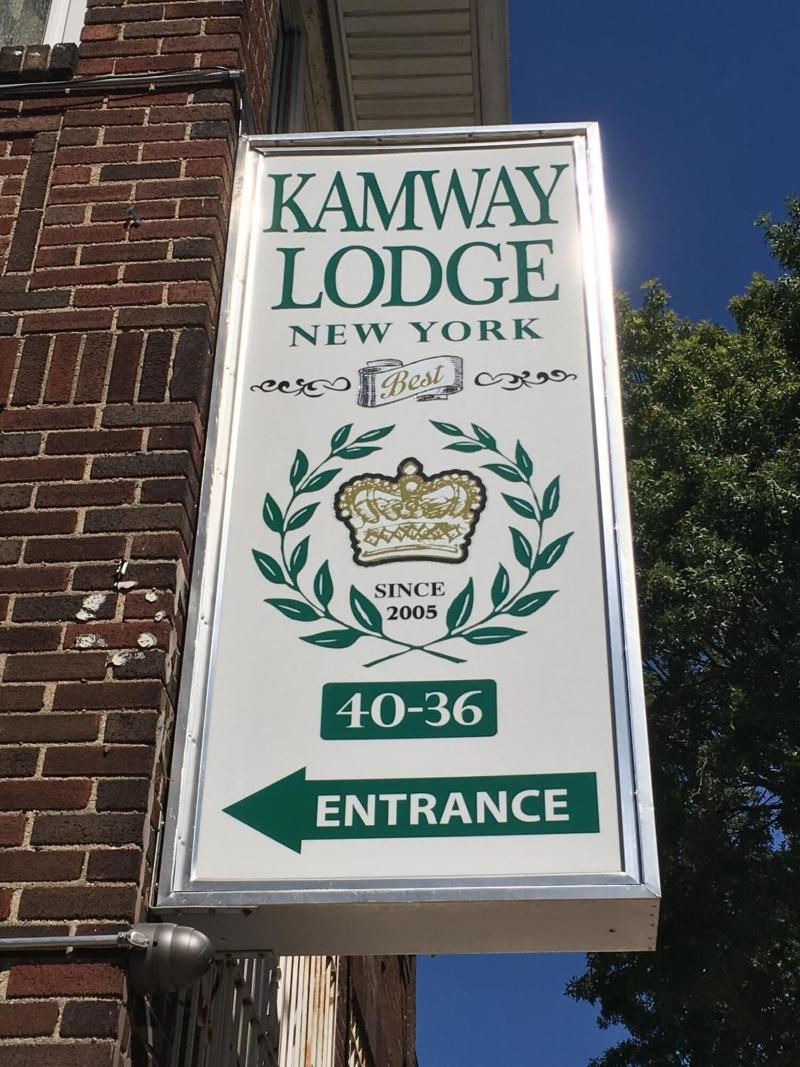 KAMWAY
LODGE
NEW YORK
Best
SINCE
2005
40-36
ENTRANCE